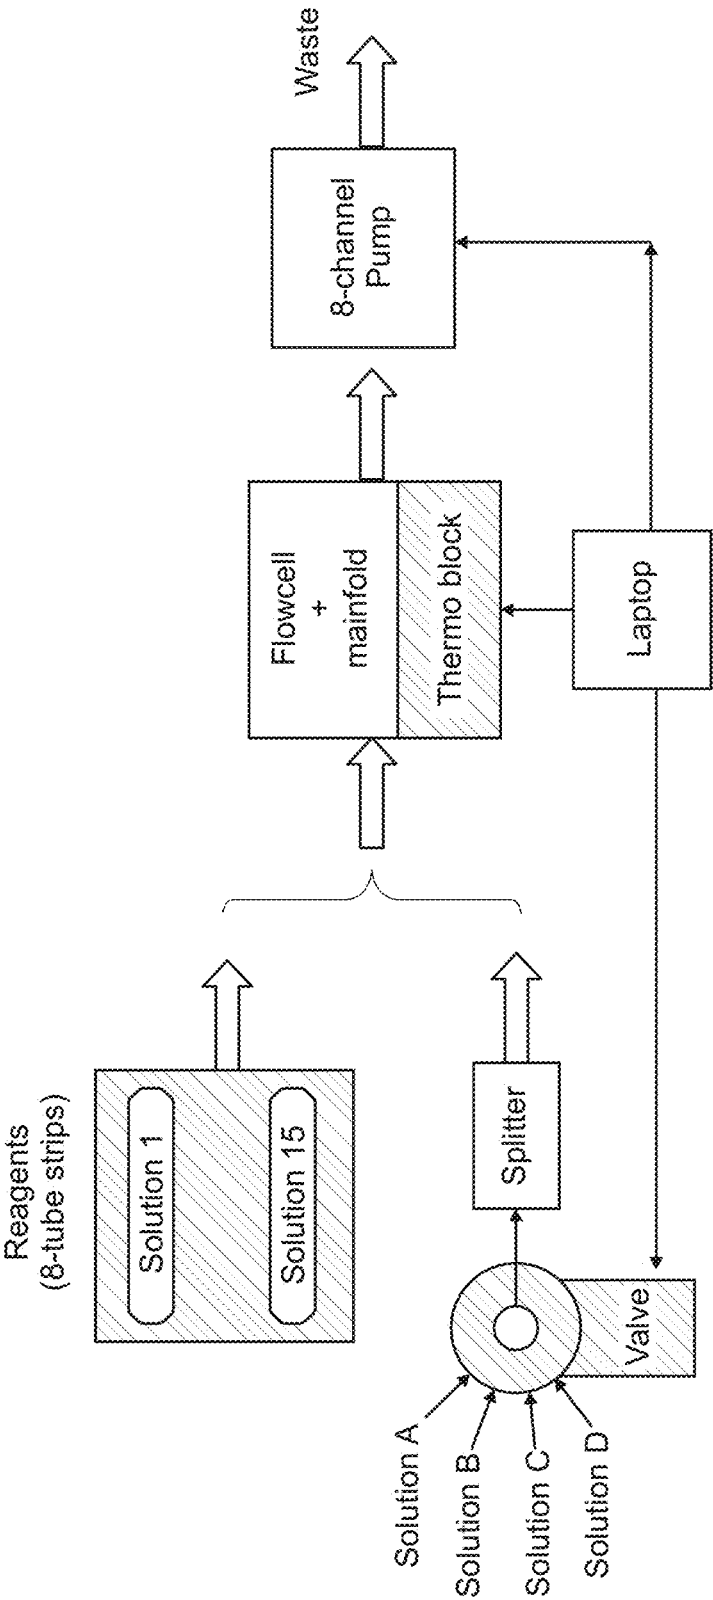 Reagents
(8-tube strips)
Solution 1
Solution 15
Solution A
Solution B
Solution C
Solution D
Valve
Splitter
Flowcell
+
mainfold
Thermo block
Laptop
8-channel
Pump
Waste